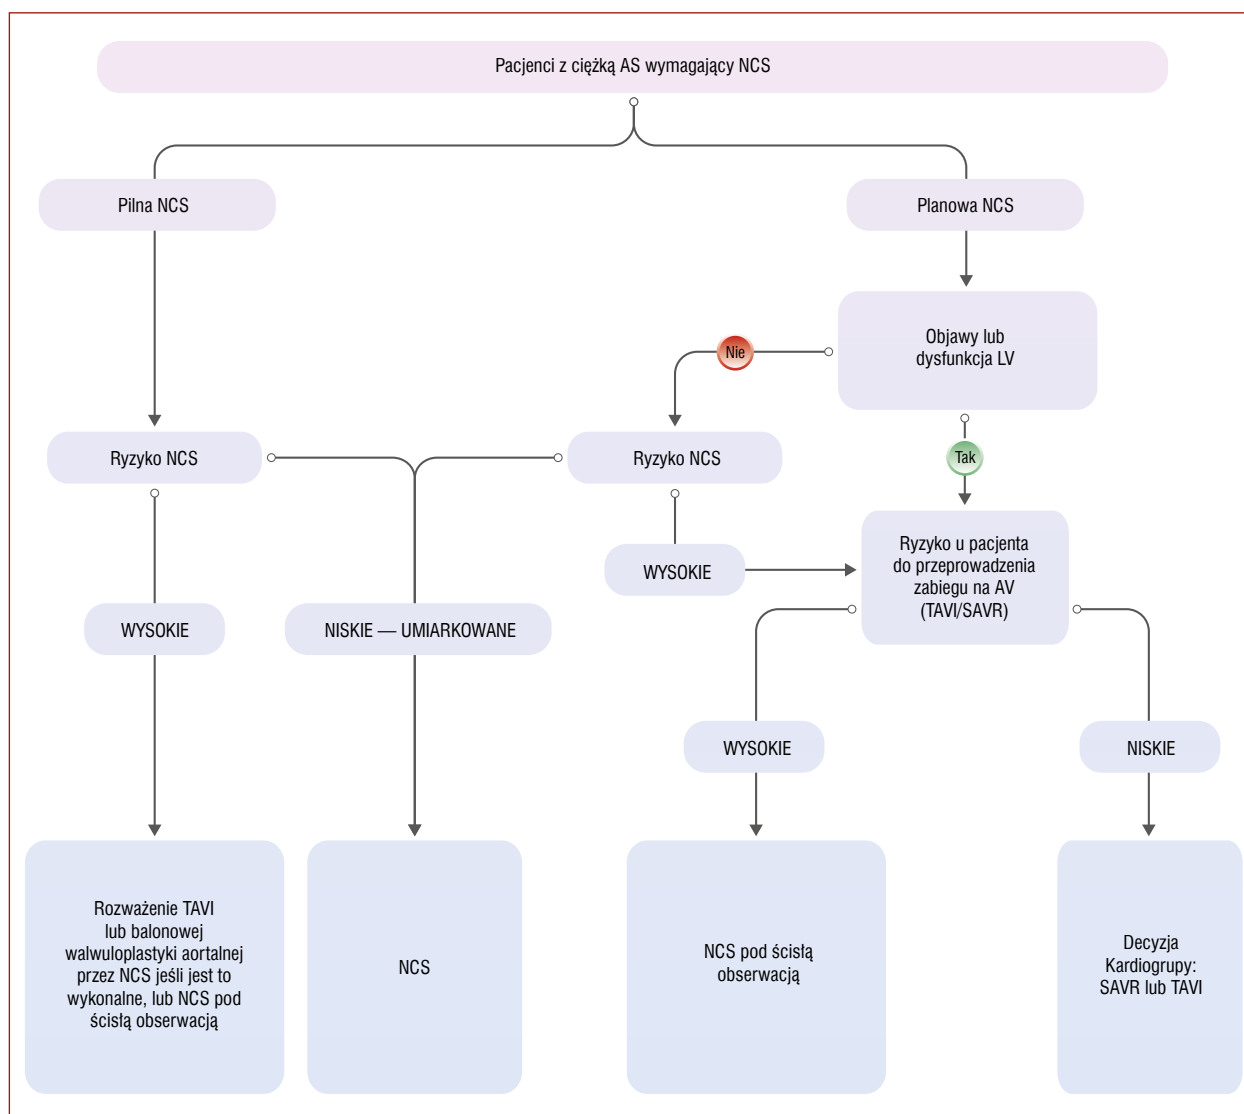 Pacjenci z ciężką AS wymagający NCS
Pilna NCS
Planowa NCS
Objawy lub
dysfunkcja LV
Nie
Tak
Ryzyko NCS
Ryzyko NCS
WYSOKIE
Ryzyko u pacjenta
do przeprowadzenia
zabiegu na AV
(TAVI/SAVR)
WYSOKIE
NISKIE — UMIARKOWANE
WYSOKIE
NISKIE
Rozważenie TAVI
lub balonowej
walwuloplastyki aortalnej
przez NCS jeśli jest to
wykonalne, lub NCS pod
ścisłą obserwacją
NCS
NCS pod ścisłą
obserwacją
Decyzja
Kardiogrupy:
SAVR lub TAVI